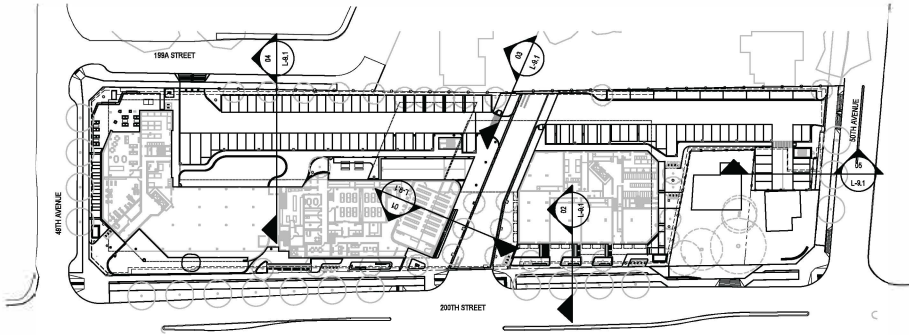 199A STREET
04
L-9.1
03
L-9.1
49TH AVENUE
50TH AVENUE
05
L-9.1
01
L-9.1
02
L-9.1
200TH STREET